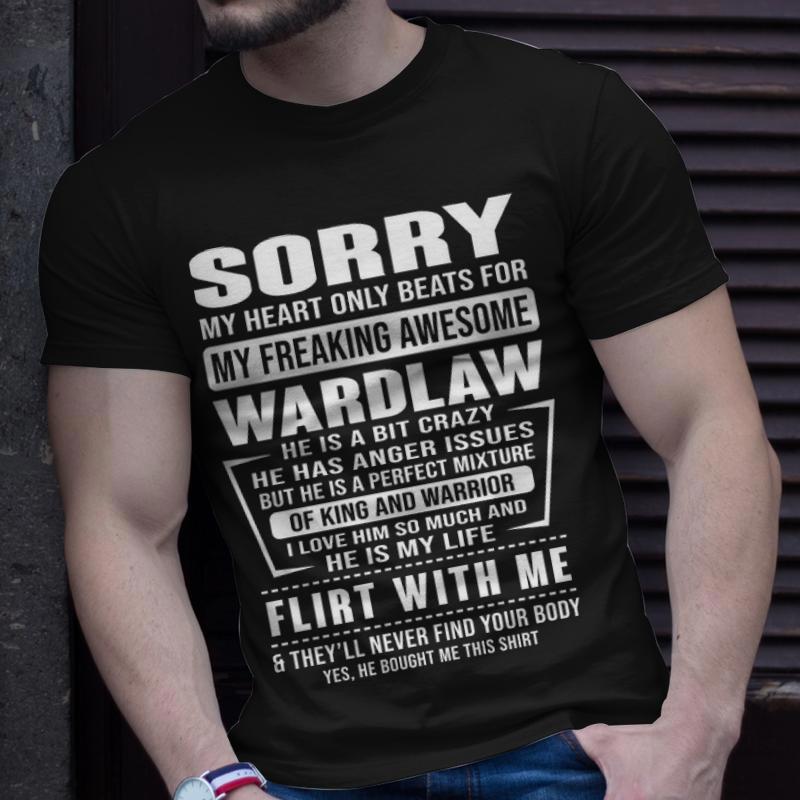 SORRY
MY HEART ONLY BEATS FOR
MY FREAKING AWESOME
WARDLAW
HE IS A BIT CRAZY
HE HAS ANGER ISSUES
BUT HE IS A PERFECT MIXTURE
OF KING AND WARRIOR
I LOVE HIM SO MUCH AND
HE IS MY LIFE
FLIRT WITH ME
& THEY'LL NEVER FIND YOUR BODY
YES, HE BOUGHT ME THIS SHIRT